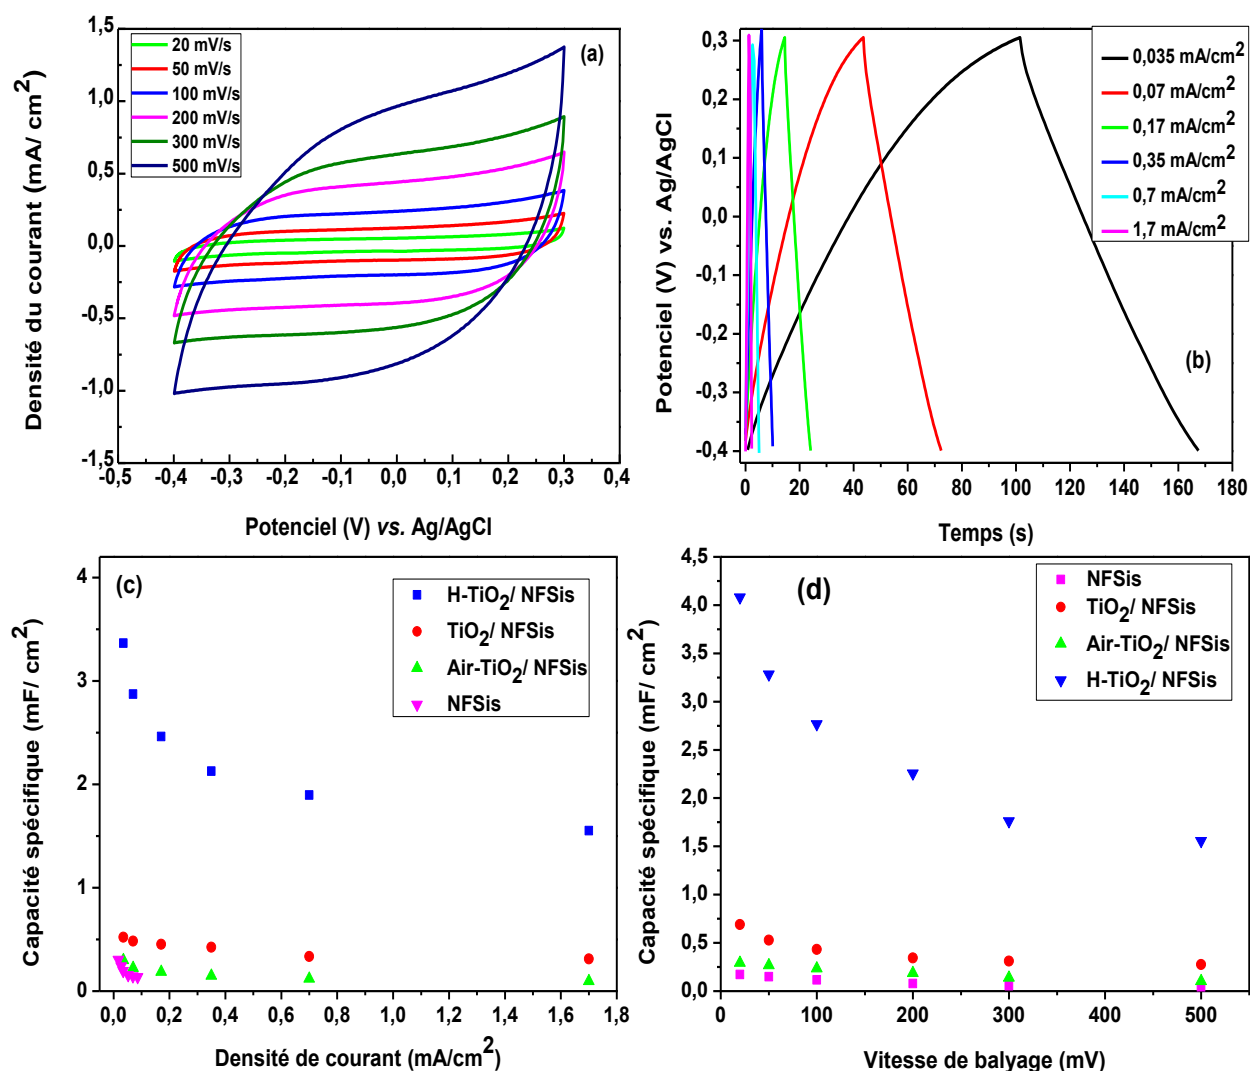 (a)
20 mV/s
50 mV/s
100 mV/s
200 mV/s
300 mV/s
500 mV/s
Densité du courant (mA/ cm²)
1,5
1,0
0,5
0,0
-0,5
-1,0
-1,5
-0,5 -0,4 -0,3 -0,2 -0,1 0,0 0,1 0,2 0,3 0,4
Potenciel (V) vs. Ag/AgCl
(b)
0,035 mA/cm²
0,07 mA/cm²
0,17 mA/cm²
0,35 mA/cm²
0,7 mA/cm²
1,7 mA/cm²
Potenciel (V) vs. Ag/AgCl
0,3
0,2
0,1
0,0
-0,1
-0,2
-0,3
-0,4
0 20 40 60 80 100 120 140 160 180
Temps (s)
(c)
H-TiO₂/ NFSis
TiO₂/ NFSis
Air-TiO₂/ NFSis
NFSis
Capacité spécifique (mF/ cm²)
4
3
2
1
0
0,0 0,2 0,4 0,6 0,8 1,0 1,2 1,4 1,6 1,8
Densité de courant (mA/cm²)
(d)
NFSis
TiO₂/ NFSis
Air-TiO₂/ NFSis
H-TiO₂/ NFSis
Capacité spécifique (mF/ cm²)
4,5
4,0
3,5
3,0
2,5
2,0
1,5
1,0
0,5
0,0
0 100 200 300 400 500
Vitesse de balyage (mV)